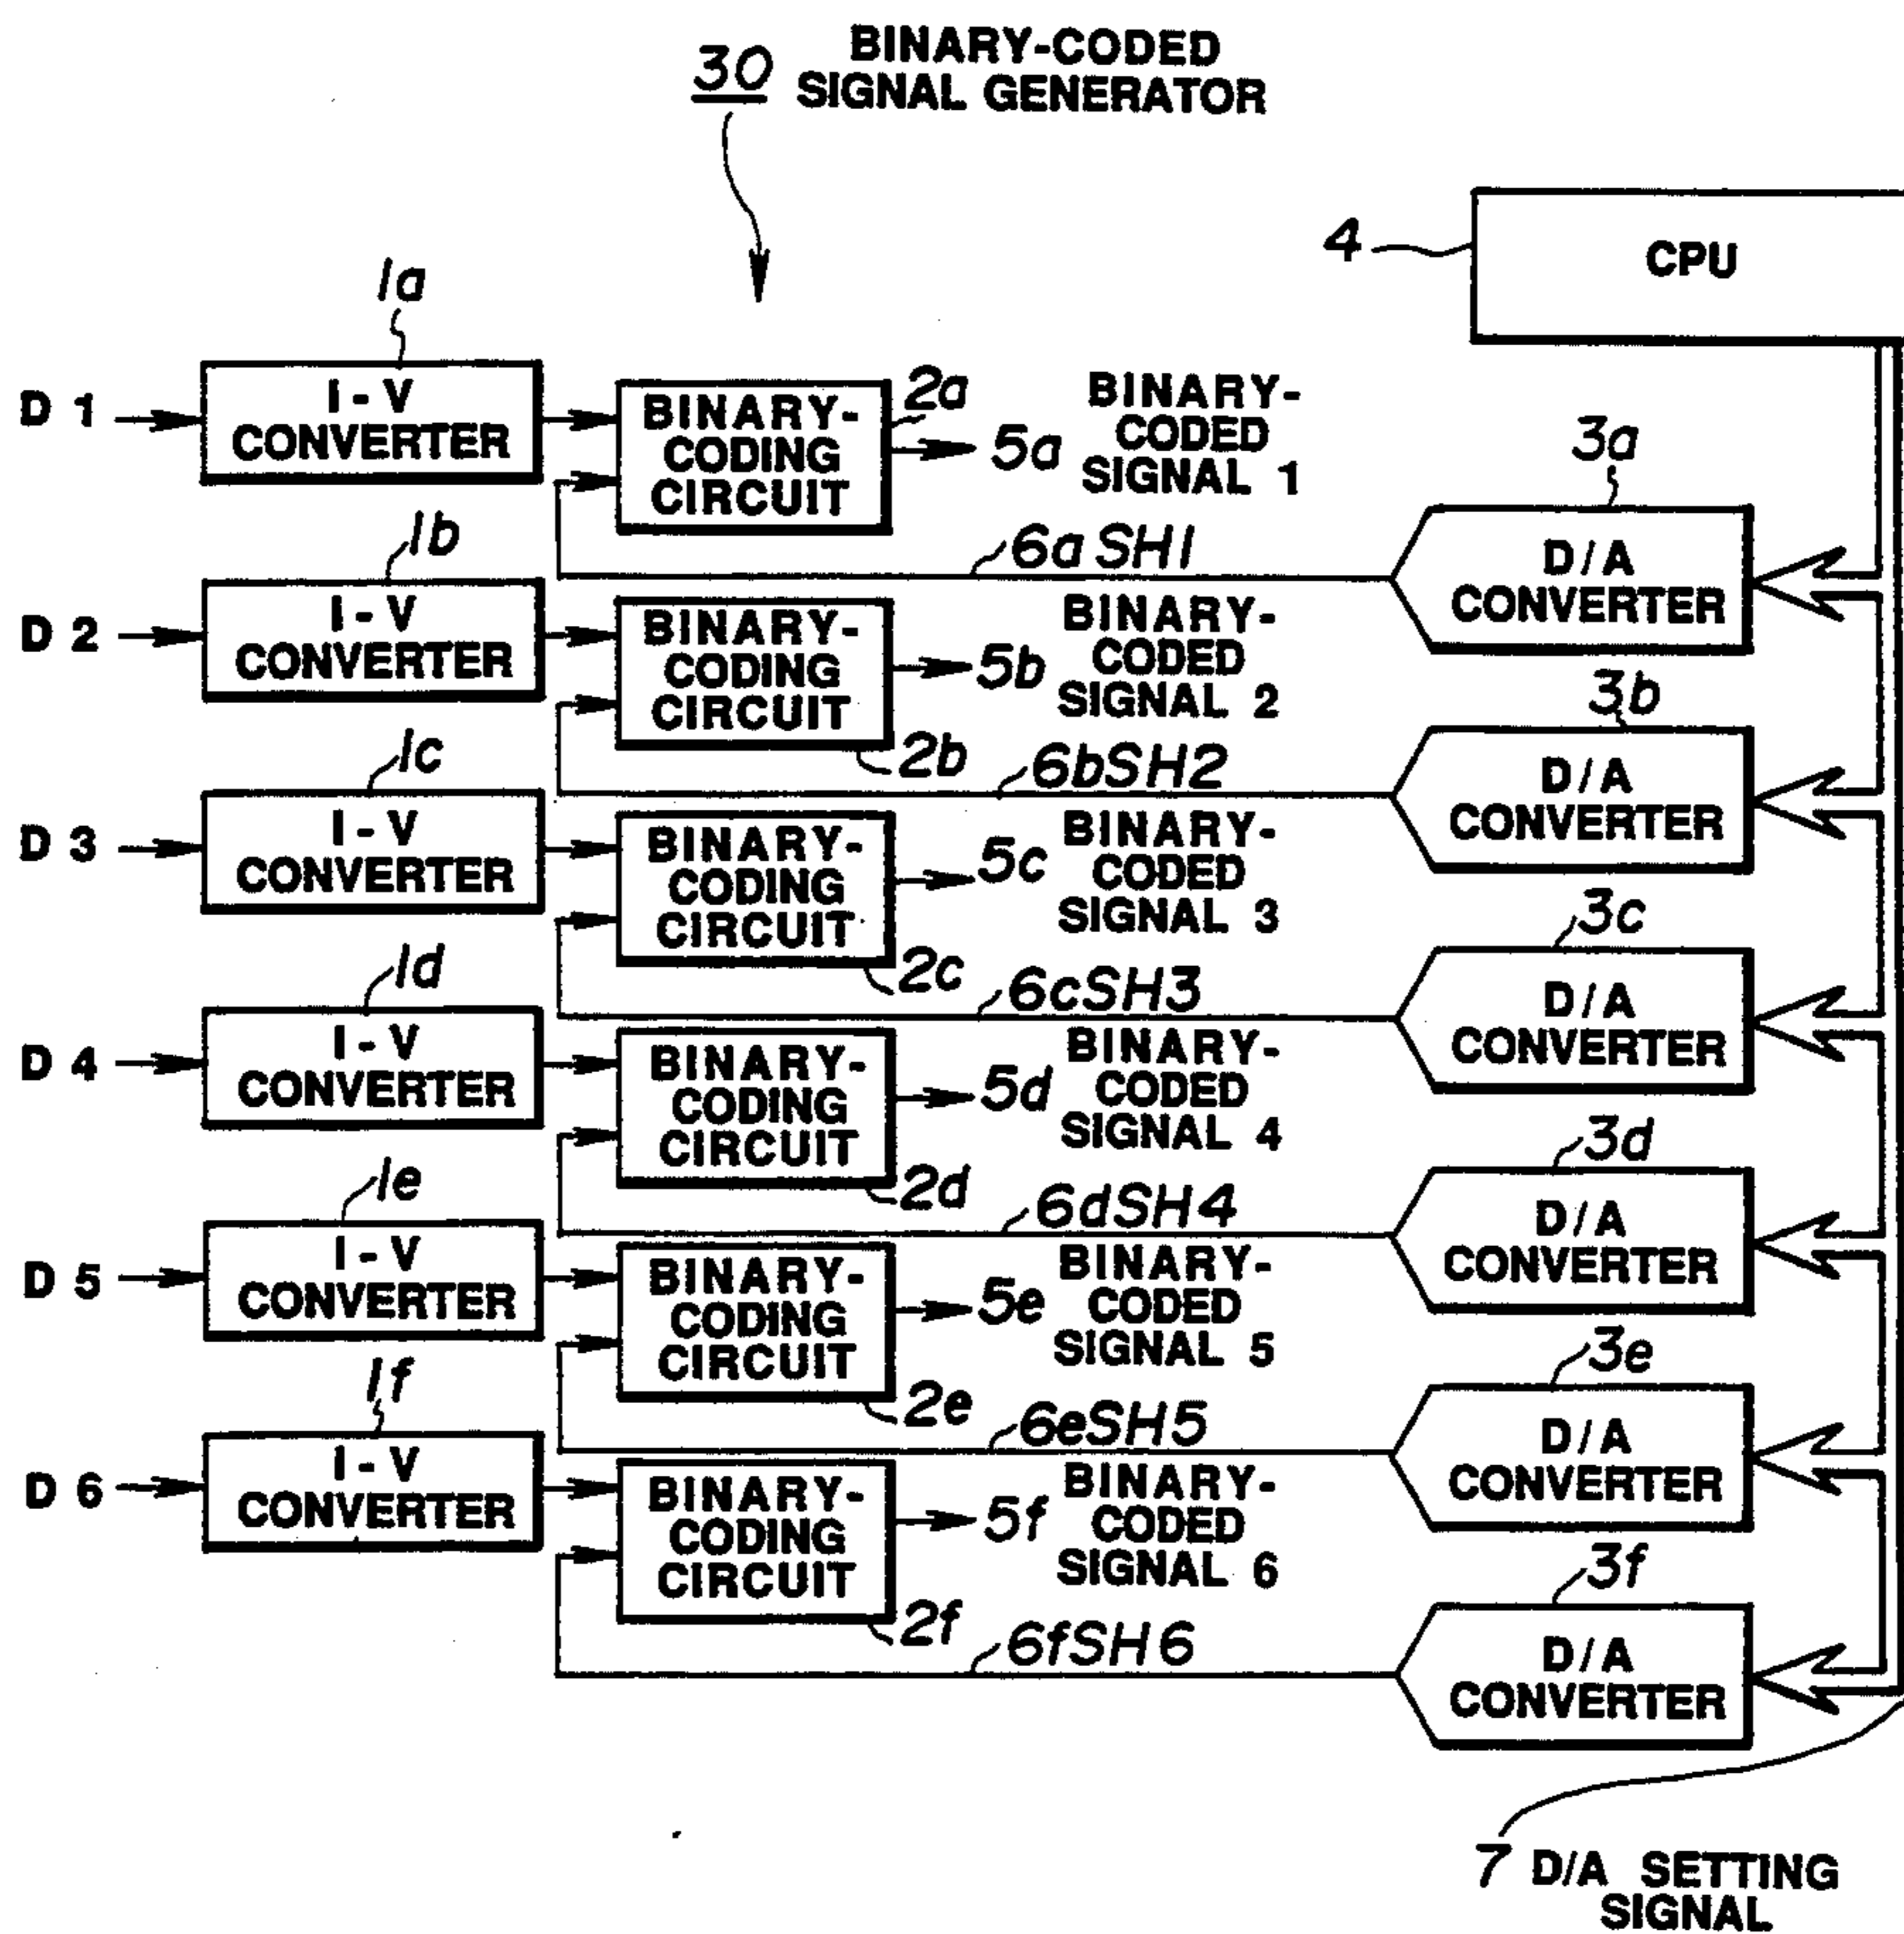 30 BINARY-CODED
SIGNAL GENERATOR
4
CPU
1a
D 1
I - V
CONVERTER
BINARY-
CODING
CIRCUIT
2a
5a
BINARY-
CODED
SIGNAL 1
3a
D/A
CONVERTER
6a SH1
1b
D 2
I - V
CONVERTER
BINARY-
CODING
CIRCUIT
2b
5b
BINARY-
CODED
SIGNAL 2
3b
D/A
CONVERTER
6bSH2
1c
D 3
I - V
CONVERTER
BINARY-
CODING
CIRCUIT
2c
5c
BINARY-
CODED
SIGNAL 3
3c
D/A
CONVERTER
6cSH3
1d
D 4
I - V
CONVERTER
BINARY-
CODING
CIRCUIT
2d
5d
BINARY-
CODED
SIGNAL 4
3d
D/A
CONVERTER
6dSH4
1e
D 5
I - V
CONVERTER
BINARY-
CODING
CIRCUIT
2e
5e
BINARY-
CODED
SIGNAL 5
3e
D/A
CONVERTER
6eSH5
1f
D 6
I - V
CONVERTER
BINARY-
CODING
CIRCUIT
2f
5f
BINARY-
CODED
SIGNAL 6
3f
D/A
CONVERTER
6fSH6
7 D/A SETTING
SIGNAL